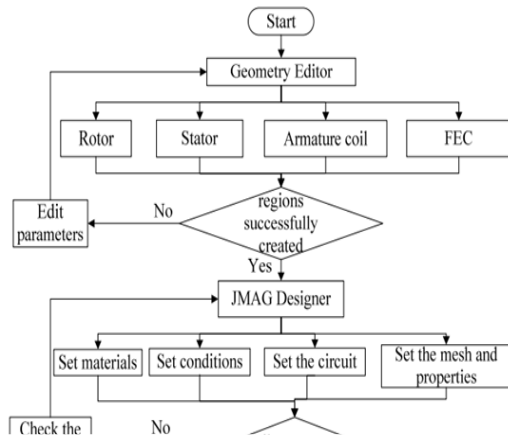 Start
Geometry Editor
Rotor
Stator
Armature coil
FEC
regions
successfully
created
No
Edit
parameters
Yes
JMAG Designer
Set materials
Set conditions
Set the circuit
Set the mesh and
properties
No
Check the